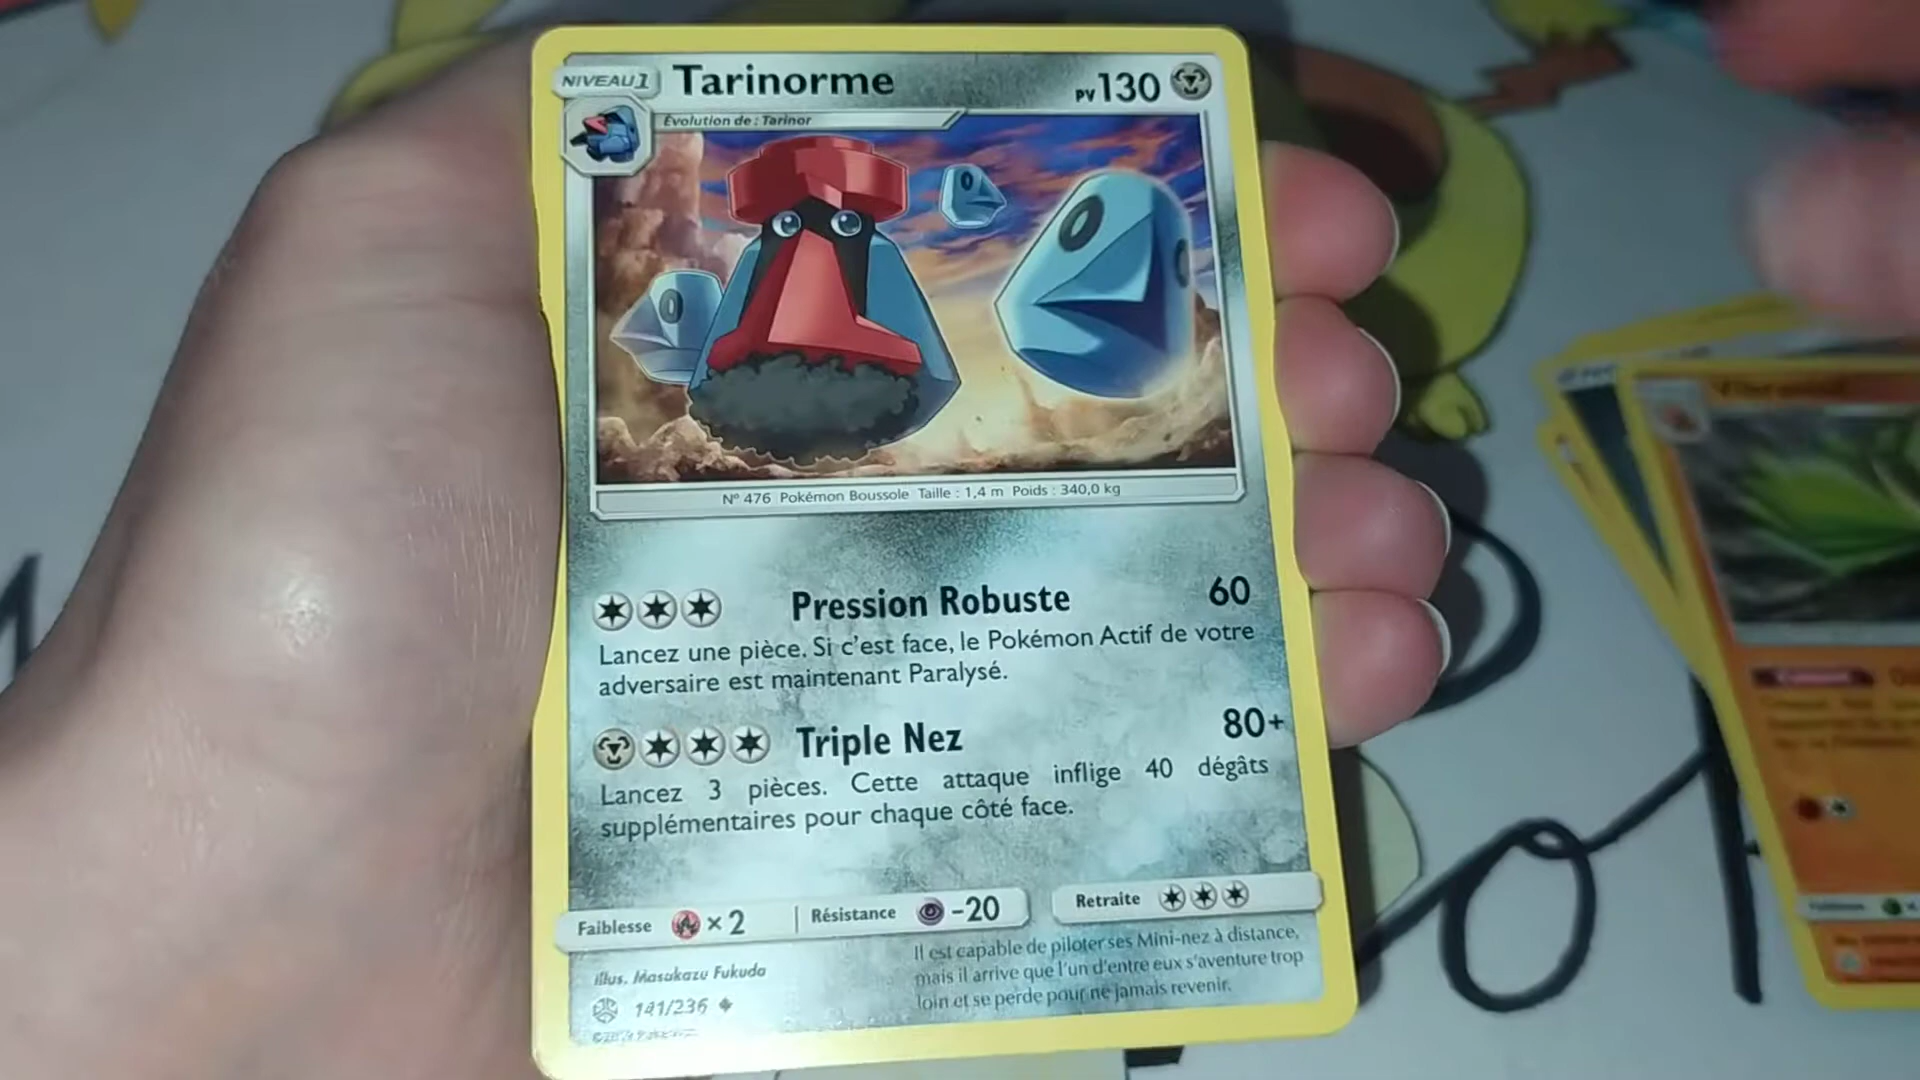 NIVEAU 1 Tarinorme PV 130
Évolution de : Tarinor
Nº 476 Pokémon Boussole Taille : 1,4 m Poids : 340,0 kg
Pression Robuste 60
Lancez une pièce. Si c'est face, le Pokémon Actif de votre
adversaire est maintenant Paralysé.
Triple Nez 80+
Lancez 3 pièces. Cette attaque inflige 40 dégâts
supplémentaires pour chaque côté face.
Faiblesse ×2 Résistance -20 Retraite
Il est capable de piloter ses Mini-nez à distance,
mais il arrive que l'un d'entre eux s'aventure trop
loin et se perde pour ne jamais revenir.
illus. Masakazu Fukuda
141/236